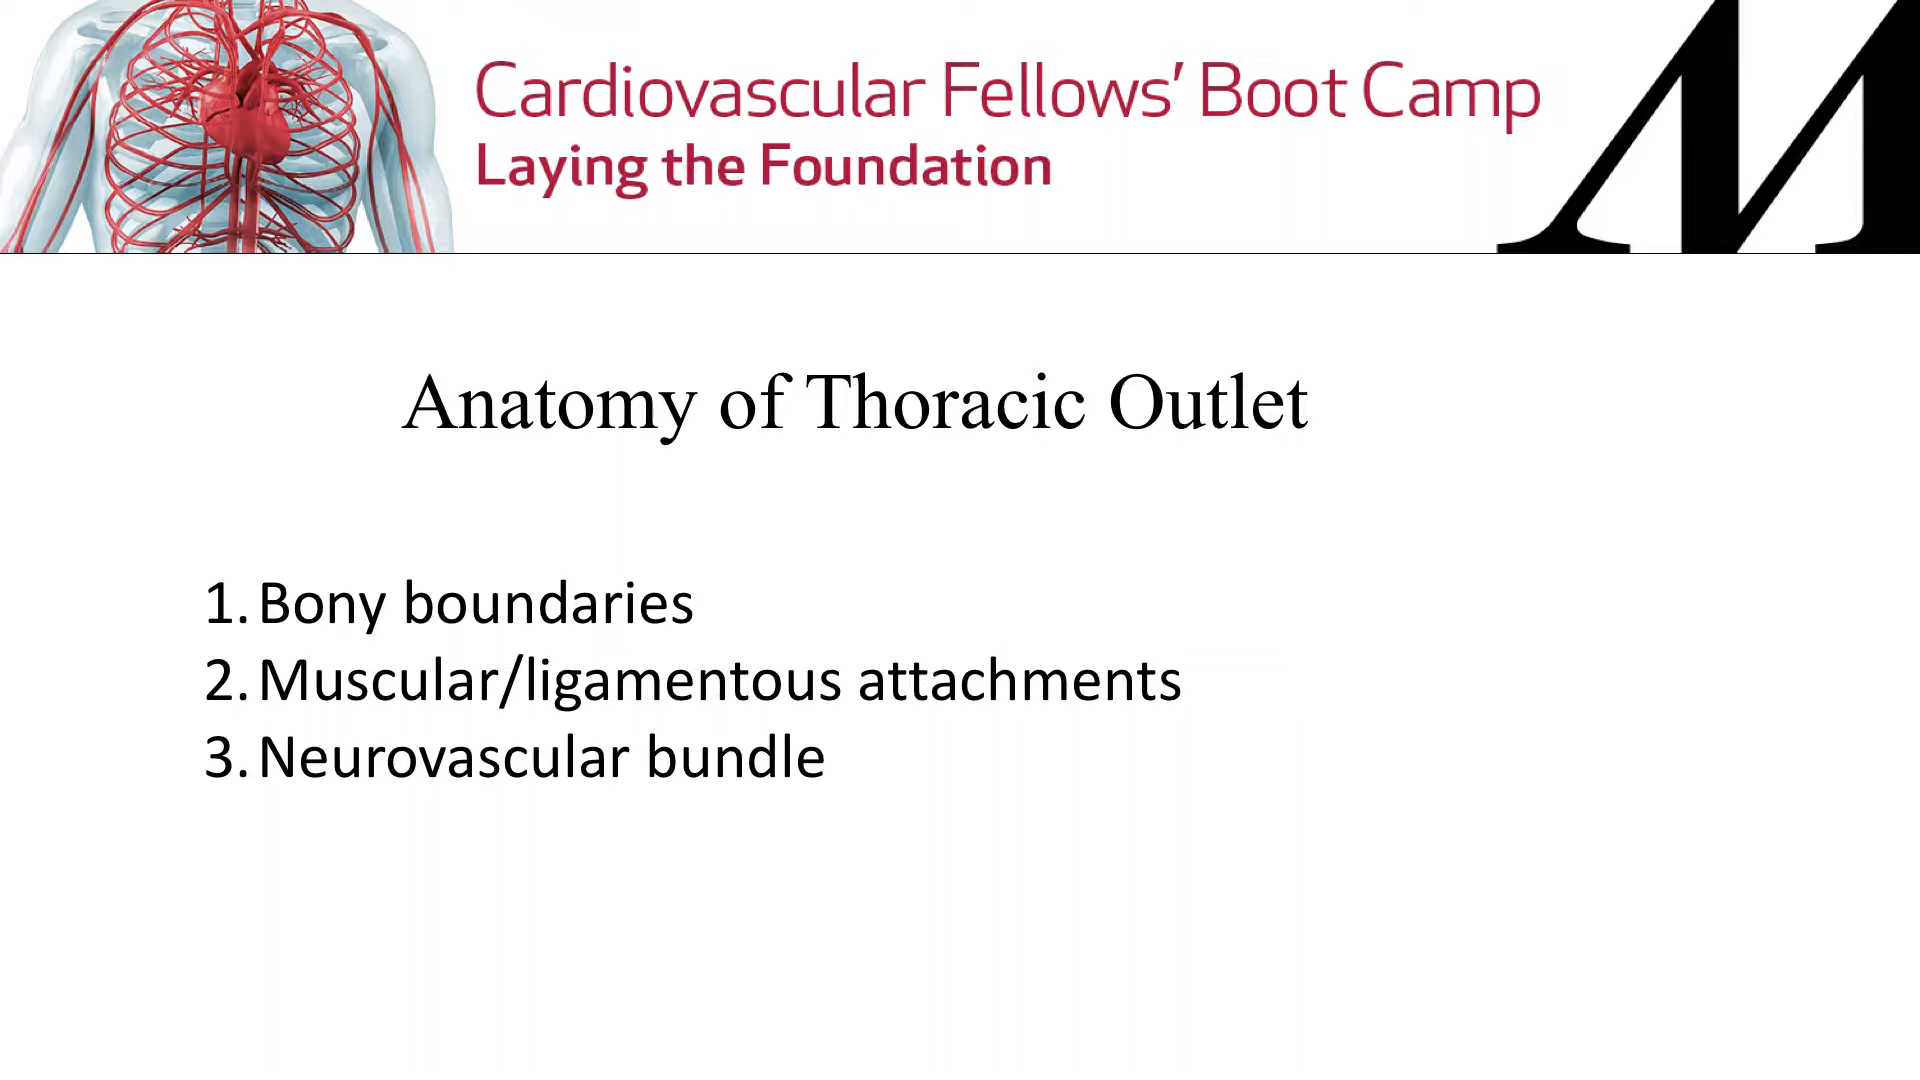 Cardiovascular Fellows’ Boot Camp
Laying the Foundation
M
Anatomy of Thoracic Outlet
1. Bony boundaries
2. Muscular/ligamentous attachments
3. Neurovascular bundle